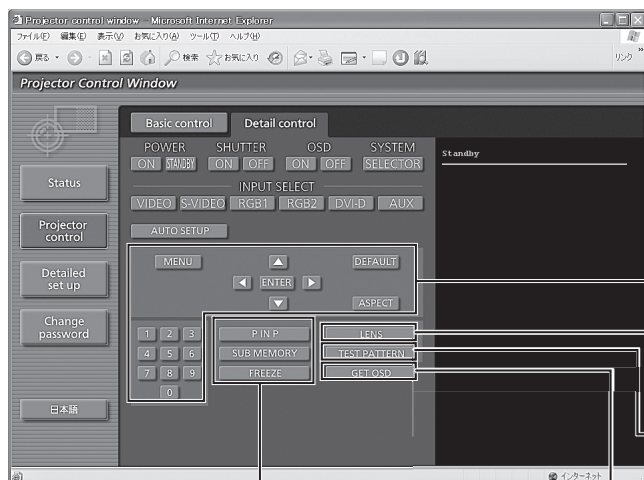 Projector control window - Microsoft Internet Explorer
ファイル(F) 編集(E) 表示(V) お気に入り(A) ツール(T) ヘルプ(H)
戻る 検索 お気に入り リンク »
Projector Control Window
Basic control Detail control
POWER SHUTTER OSD SYSTEM
ON STANDBY ON OFF ON OFF SELECTOR
Standby
INPUT SELECT
VIDEO S-VIDEO RGB1 RGB2 DVI-D AUX
AUTO SETUP
Status
Projector
control
Detailed
set up
Change
password
日本語
MENU DEFAULT
ENTER
ASPECT
1 2 3 P IN P LENS
4 5 6 SUB MEMORY TEST PATTERN
7 8 9 FREEZE GET OSD
0
インターネット